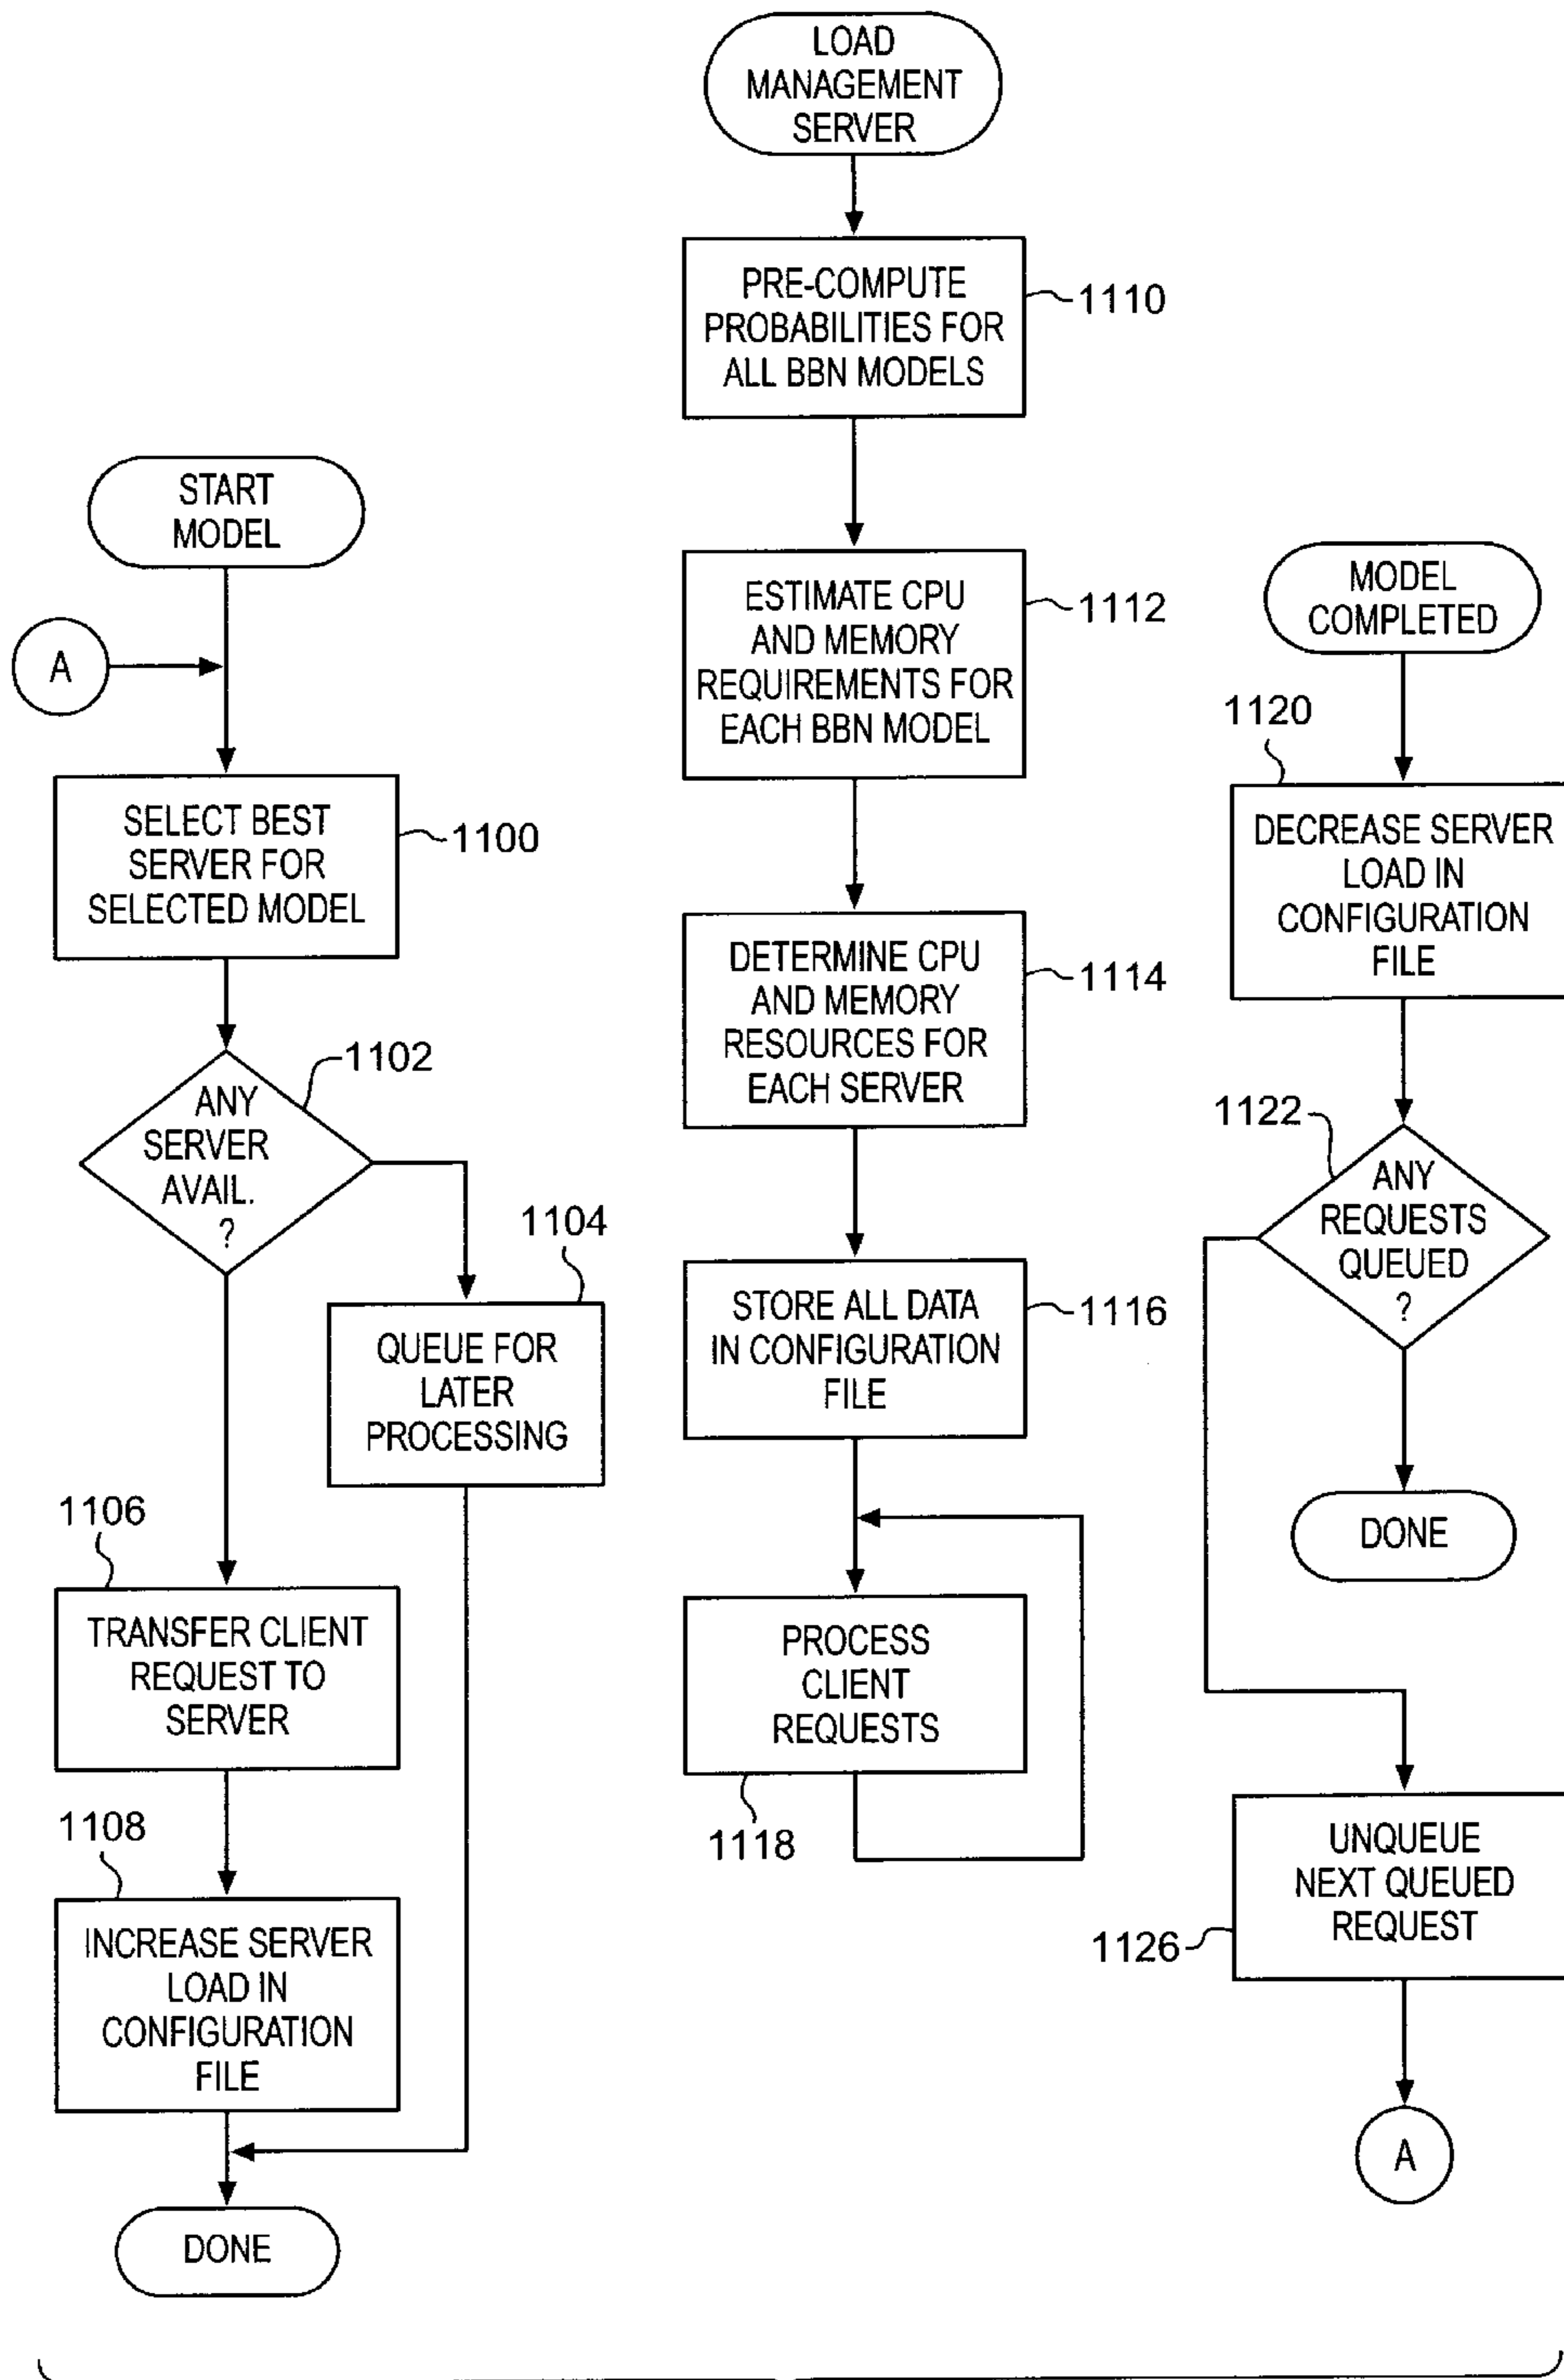 START
MODEL
A
SELECT BEST
SERVER FOR
SELECTED MODEL
1100
ANY
SERVER
AVAIL.
?
1102
1104
QUEUE FOR
LATER
PROCESSING
1106
TRANSFER CLIENT
REQUEST TO
SERVER
1108
INCREASE SERVER
LOAD IN
CONFIGURATION
FILE
DONE
LOAD
MANAGEMENT
SERVER
PRE-COMPUTE
PROBABILITIES FOR
ALL BBN MODELS
1110
ESTIMATE CPU
AND MEMORY
REQUIREMENTS FOR
EACH BBN MODEL
1112
DETERMINE CPU
AND MEMORY
RESOURCES FOR
EACH SERVER
1114
STORE ALL DATA
IN CONFIGURATION
FILE
1116
PROCESS
CLIENT
REQUESTS
1118
MODEL
COMPLETED
1120
DECREASE SERVER
LOAD IN
CONFIGURATION
FILE
1122
ANY
REQUESTS
QUEUED
?
DONE
UNQUEUE
NEXT QUEUED
REQUEST
1126
A